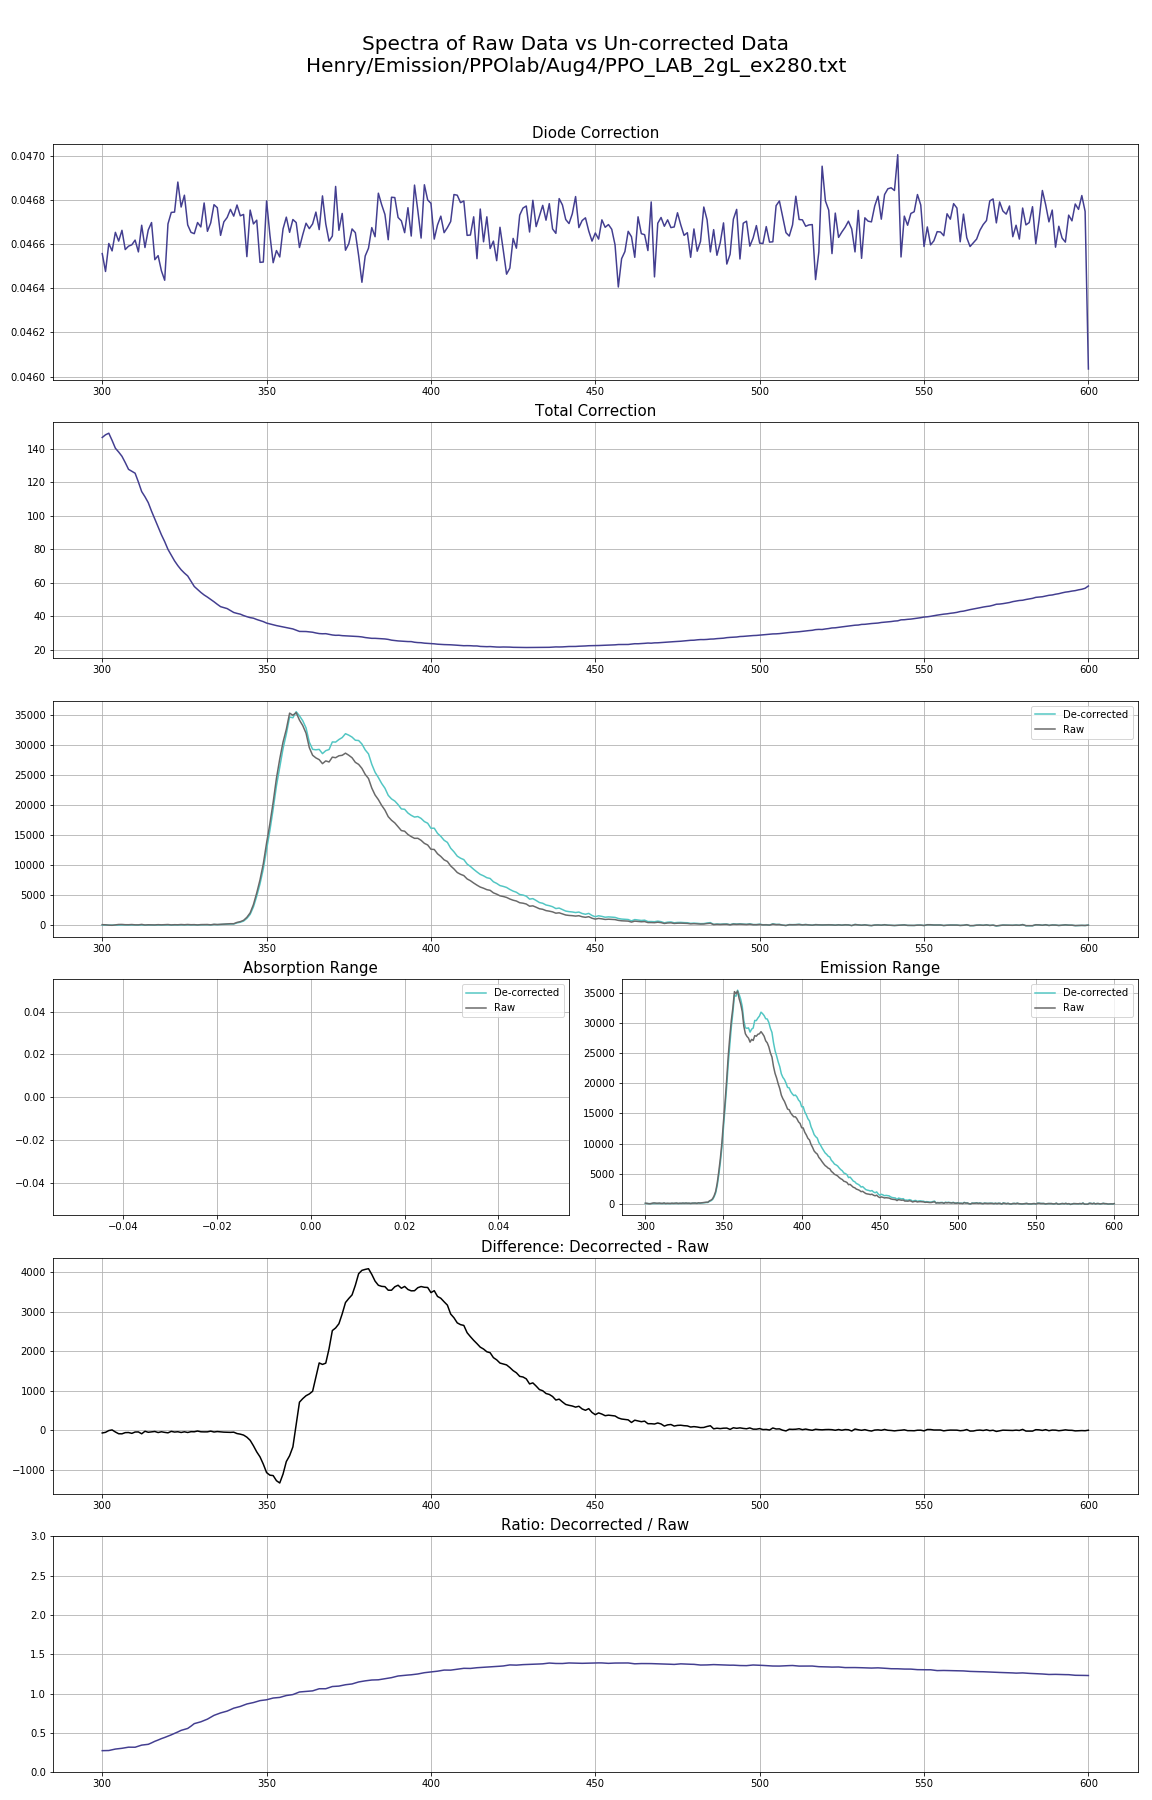 Spectra of Raw Data vs Un-corrected Data
Henry/Emission/PPOlab/Aug4/PPO_LAB_2gL_ex280.txt
Diode Correction
0.0470
0.0468
0.0466
0.0464
0.0462
0.0460
300 350 400 450 500 550 600
Total Correction
140
120
100
80
60
40
20
300 350 400 450 500 550 600
De-corrected
Raw
35000
30000
25000
20000
15000
10000
5000
0
300 350 400 450 500 550 600
Absorption Range
De-corrected
Raw
0.04
0.02
0.00
−0.02
−0.04
−0.04 −0.02 0.00 0.02 0.04
Emission Range
De-corrected
Raw
35000
30000
25000
20000
15000
10000
5000
0
300 350 400 450 500 550 600
Difference: Decorrected - Raw
4000
3000
2000
1000
0
−1000
300 350 400 450 500 550 600
Ratio: Decorrected / Raw
3.0
2.5
2.0
1.5
1.0
0.5
0.0
300 350 400 450 500 550 600